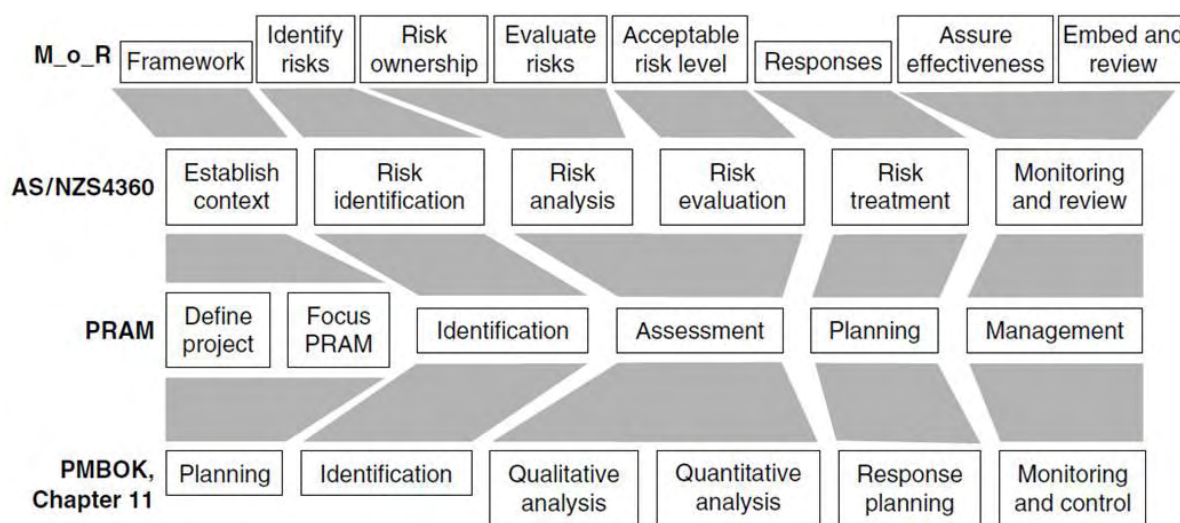 M_o_R
Framework
Identify
risks
Risk
ownership
Evaluate
risks
Acceptable
risk level
Responses
Assure
effectiveness
Embed and
review
AS/NZS4360
Establish
context
Risk
identification
Risk
analysis
Risk
evaluation
Risk
treatment
Monitoring
and review
PRAM
Define
project
Focus
PRAM
Identification
Assessment
Planning
Management
PMBOK,
Chapter 11
Planning
Identification
Qualitative
analysis
Quantitative
analysis
Response
planning
Monitoring
and control